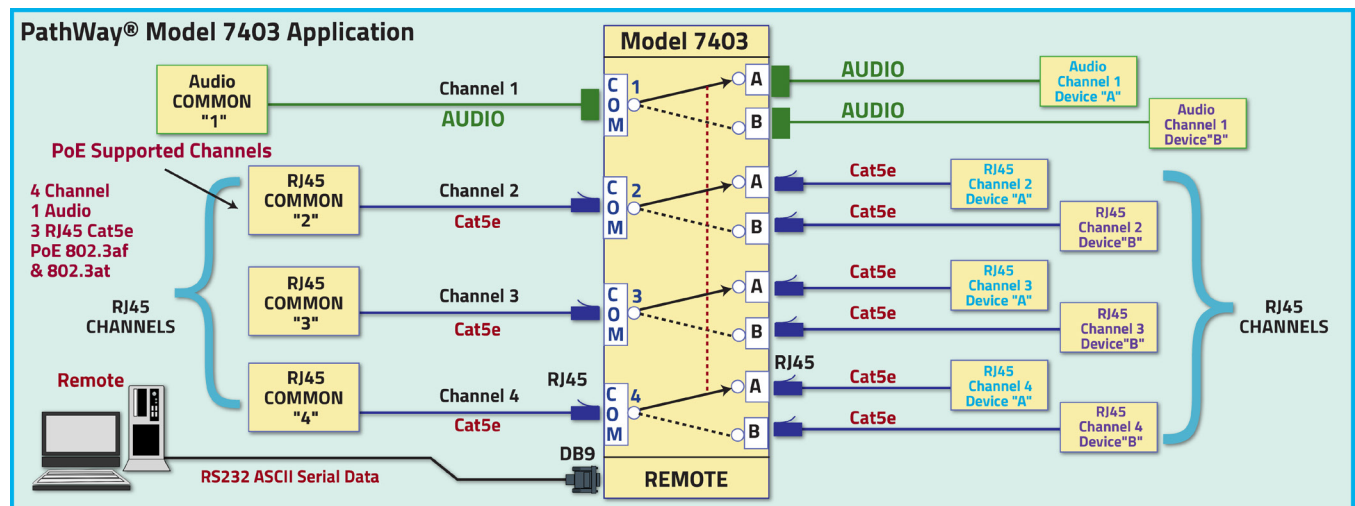 PathWay® Model 7403 Application
Model 7403
Audio
COMMON
"1"
Channel 1
AUDIO
C
O
M
1
A
B
AUDIO
AUDIO
Audio
Channel 1
Device "A"
Audio
Channel 1
Device"B"
PoE Supported Channels
4 Channel
1 Audio
3 RJ45 Cat5e
PoE 802.3af
& 802.3at
RJ45
CHANNELS
RJ45
COMMON
"2"
Channel 2
Cat5e
C
O
M
2
A
B
Cat5e
Cat5e
RJ45
Channel 2
Device "A"
RJ45
Channel 2
Device"B"
RJ45
COMMON
"3"
Channel 3
Cat5e
C
O
M
3
A
B
Cat5e
Cat5e
RJ45
Channel 3
Device "A"
RJ45
Channel 3
Device"B"
RJ45
CHANNELS
RJ45
COMMON
"4"
Channel 4
Cat5e
RJ45
C
O
M
4
A
B
RJ45
Cat5e
Cat5e
RJ45
Channel 4
Device "A"
RJ45
Channel 4
Device"B"
Remote
RS232 ASCII Serial Data
DB9
REMOTE